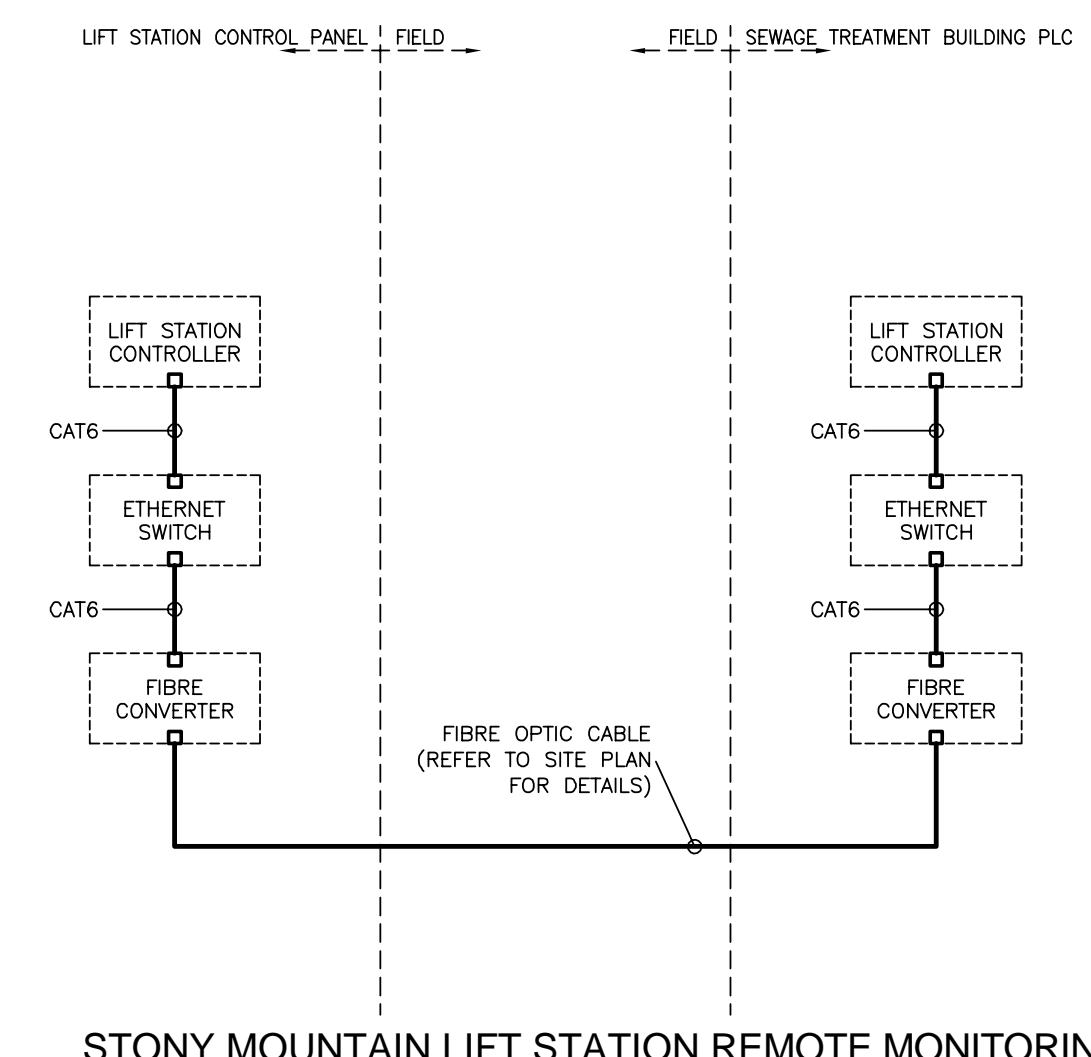 LIFT STATION CONTROL PANEL FIELD
FIELD SEWAGE TREATMENT BUILDING PLC
LIFT STATION
CONTROLLER
CAT6
ETHERNET
SWITCH
CAT6
FIBRE
CONVERTER
FIBRE OPTIC CABLE
(REFER TO SITE PLAN
FOR DETAILS)
LIFT STATION
CONTROLLER
CAT6
ETHERNET
SWITCH
CAT6
FIBRE
CONVERTER
STONY MOUNTAIN LIFT STATION REMOTE MONITORIN